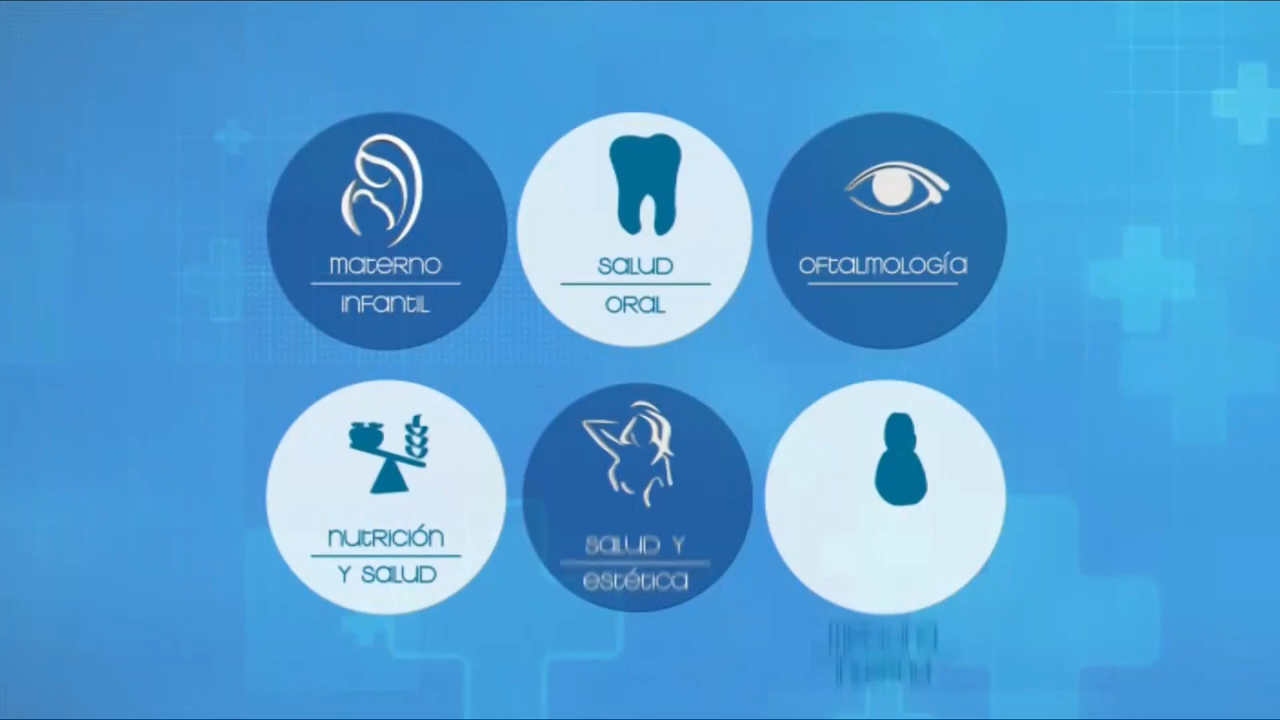 MATERNO
INFANTIL
SALUD
ORAL
OFTALMOLOGÍA
NUTRICIÓN
Y SALUD
SALUD Y
ESTÉTICA